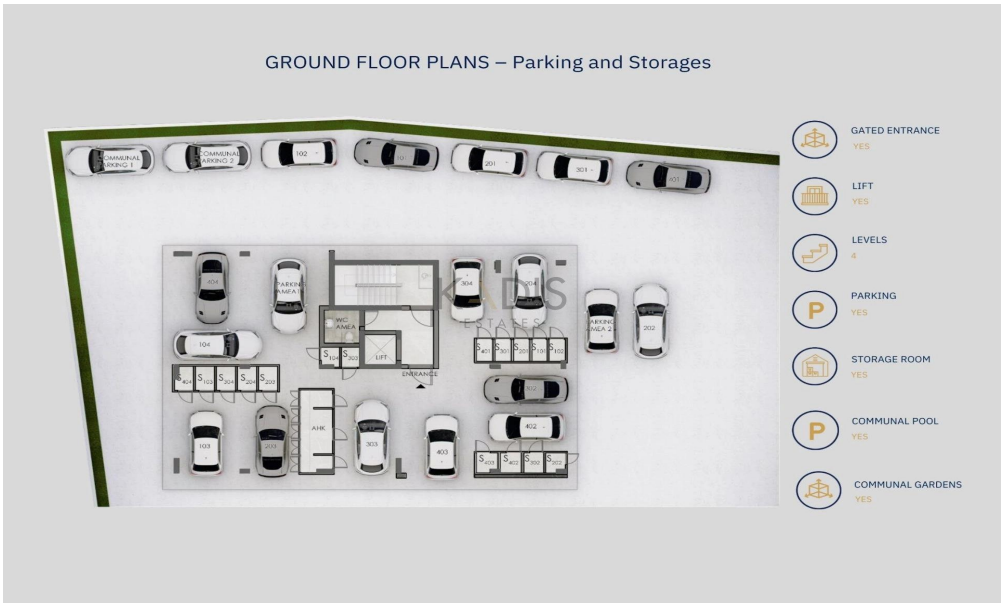 GROUND FLOOR PLANS – Parking and Storages
COMMUNAL
PARKING 1
COMMUNAL
PARKING 2
102
101
201
301
401
404
PARKING
AMEA 1
304
204
KADIS
ESTATES
PARKING
AMEA 2
202
104
WC
AMEA
S104
S303
LIFT
ENTRANCE
S401
S301
S201
S101
S102
S404
S103
S304
S204
S203
302
103
203
AHK
303
403
402
S403
S402
S302
S202
GATED ENTRANCE
YES
LIFT
YES
LEVELS
4
PARKING
P
YES
STORAGE ROOM
YES
COMMUNAL POOL
P
YES
COMMUNAL GARDENS
YES